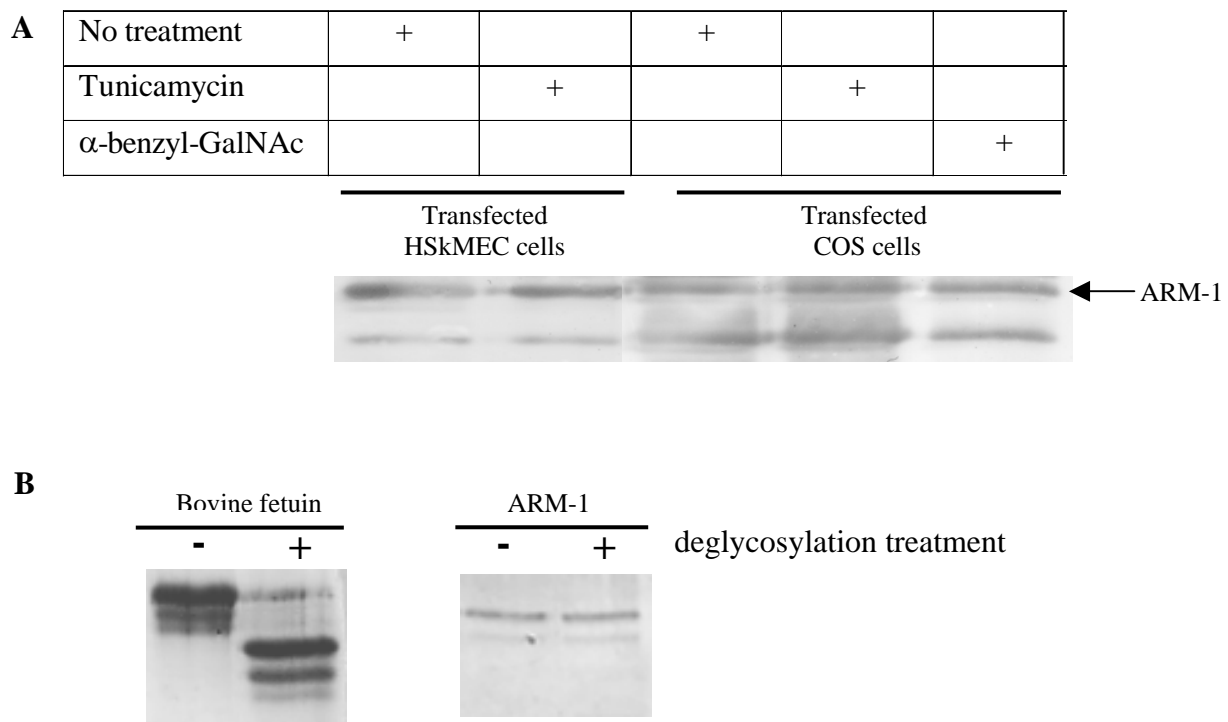 A
No treatment + +
Tunicamycin + +
α-benzyl-GalNAc +
Transfected
HSkMEC cells
Transfected
COS cells
ARM-1
B
Bovine fetuin
ARM-1
- + - + deglycosylation treatment